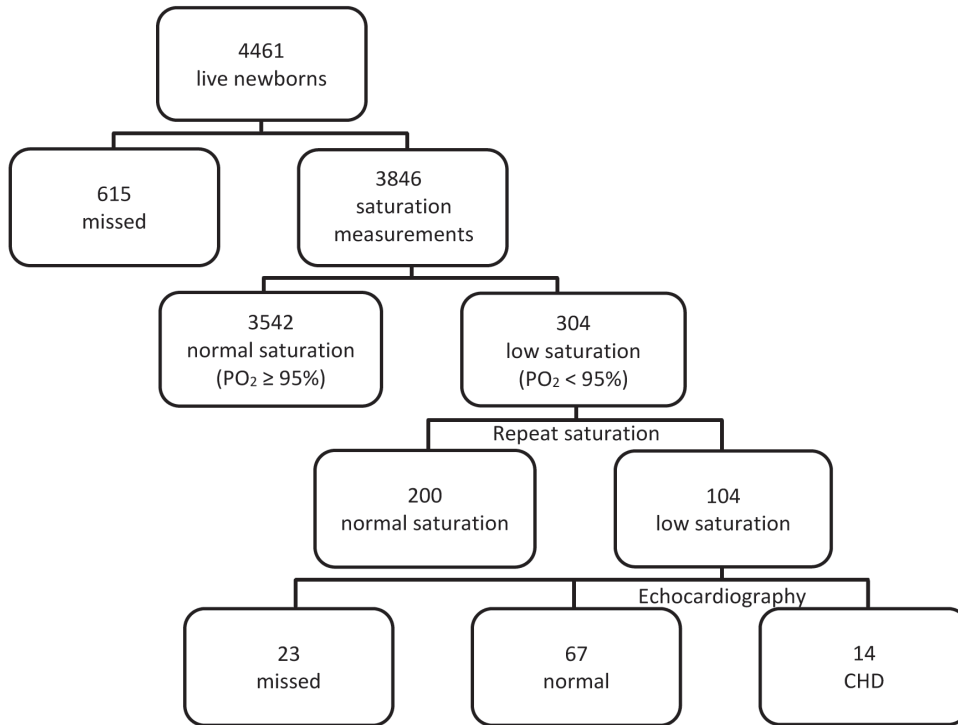 4461
live newborns
615
missed
3846
saturation
measurements
3542
normal saturation
(PO₂ ≥ 95%)
304
low saturation
(PO₂ < 95%)
Repeat saturation
200
normal saturation
104
low saturation
Echocardiography
23
missed
67
normal
14
CHD